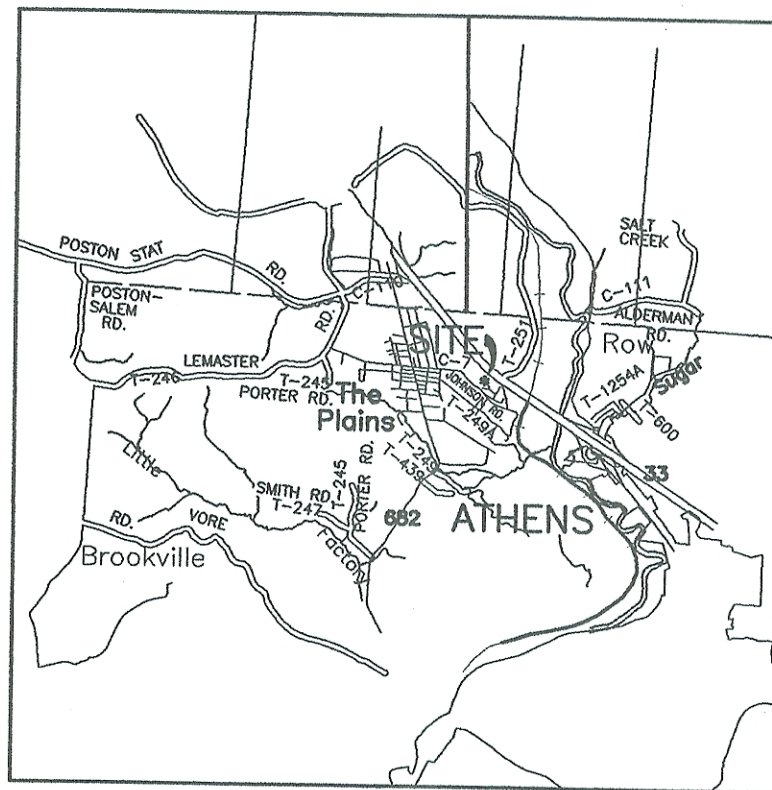 SALT
CREEK
POSTON STAT
RD.
C-110
C-111
POSTON-
SALEM
RD.
ALDERMAN
RD.
RD.
SITE
T-251
Row
LEMASTER
C-7
T-246
T-245
PORTER RD.
JOHNSON RD.
Sugar
T-1254A
The
Plains
T-249A
T-600
Little
T-249
T-439
33
SMITH RD.
T-247
T-245
PORTER RD.
682
ATHENS
RD.
VORE
Factory
Brookville